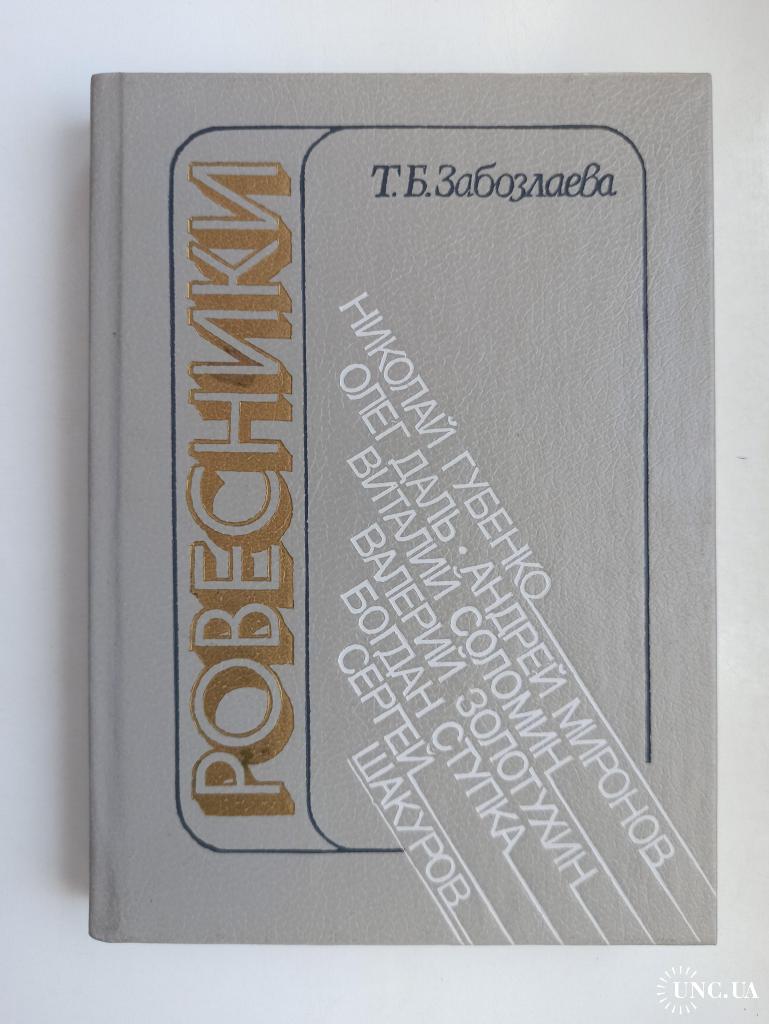 Т. Б. Забозлаева
РОВЕСНИКИ
НИКОЛАЙ ГУБЕНКО
ОЛЕГ ДАЛЬ · АНДРЕЙ МИРОНОВ
ВИТАЛИЙ СОЛОМИН
ВАЛЕРИЙ ЗОЛОТУХИН
БОГДАН СТУПКА
СЕРГЕЙ
ШАКУРОВ
UNC.UA